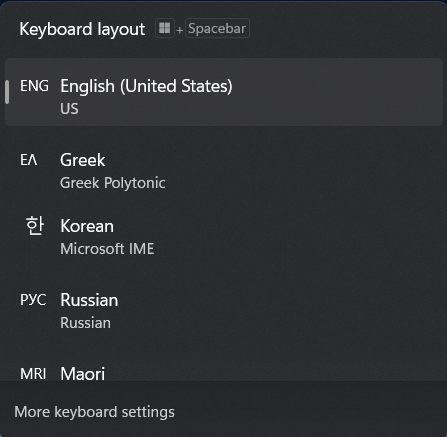 Keyboard layout + Spacebar
ENG English (United States)
US
ΕΛ Greek
Greek Polytonic
한 Korean
Microsoft IME
РУС Russian
Russian
MRI Maori
More keyboard settings